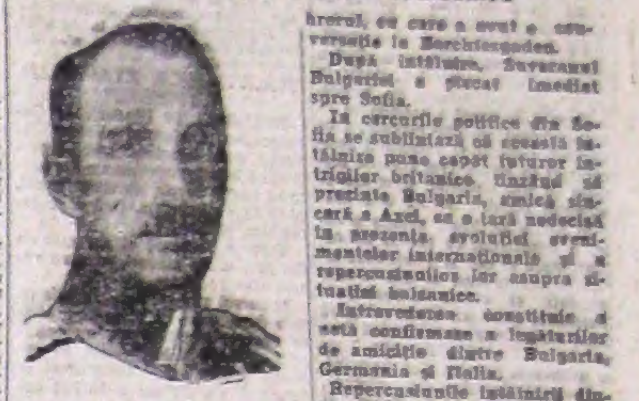 hrerul, cu care a avut o con-
versație la Berchtesgaden.
După întâlnire, Suveranul
Bulgariei a plecat imediat
spre Sofia.
In cercurile politice din So-
fia se subliniază că această în-
tâlnire pune capăt tuturor in-
trigilor britanice tinzând să
prezinte Bulgaria, amică sin-
ceră a Axei, ca o țară nedecisă
în prezența evoluției eveni-
mentelor internaționale și a
repercusiunilor lor asupra si-
tuației balcanice.
Intrevederea constituie o
netă confirmare a legăturilor
de amiciție dintre Bulgaria,
Germania și Italia.
Repercusiunile întâlnirii din-